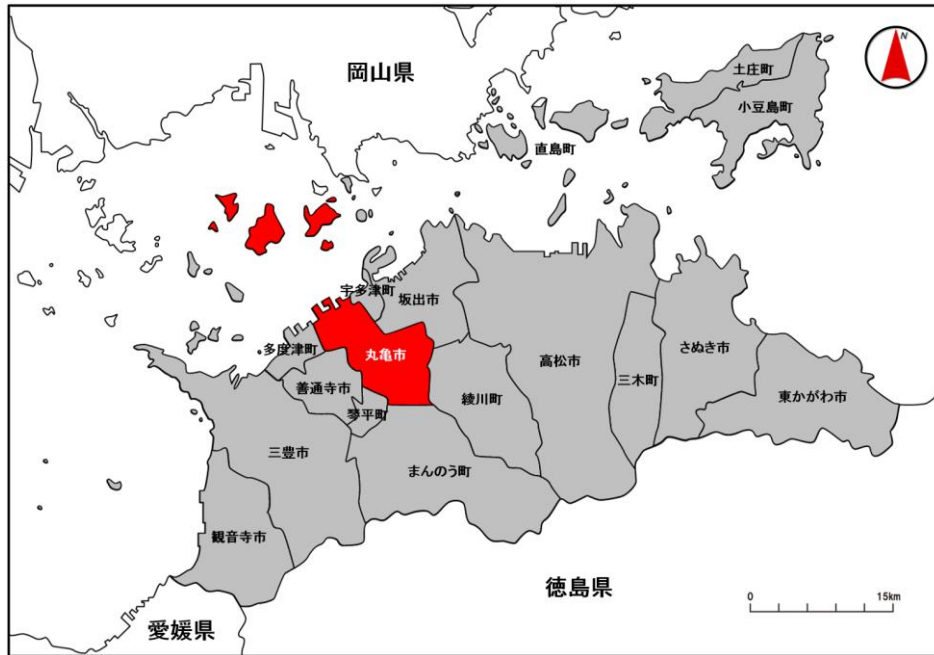 N
岡山県
土庄町
小豆島町
直島町
宇多津町
坂出市
多度津町
丸亀市
高松市
さぬき市
善通寺市
三木町
東かがわ市
琴平町
綾川町
三豊市
まんのう町
観音寺市
徳島県
愛媛県
0 15km